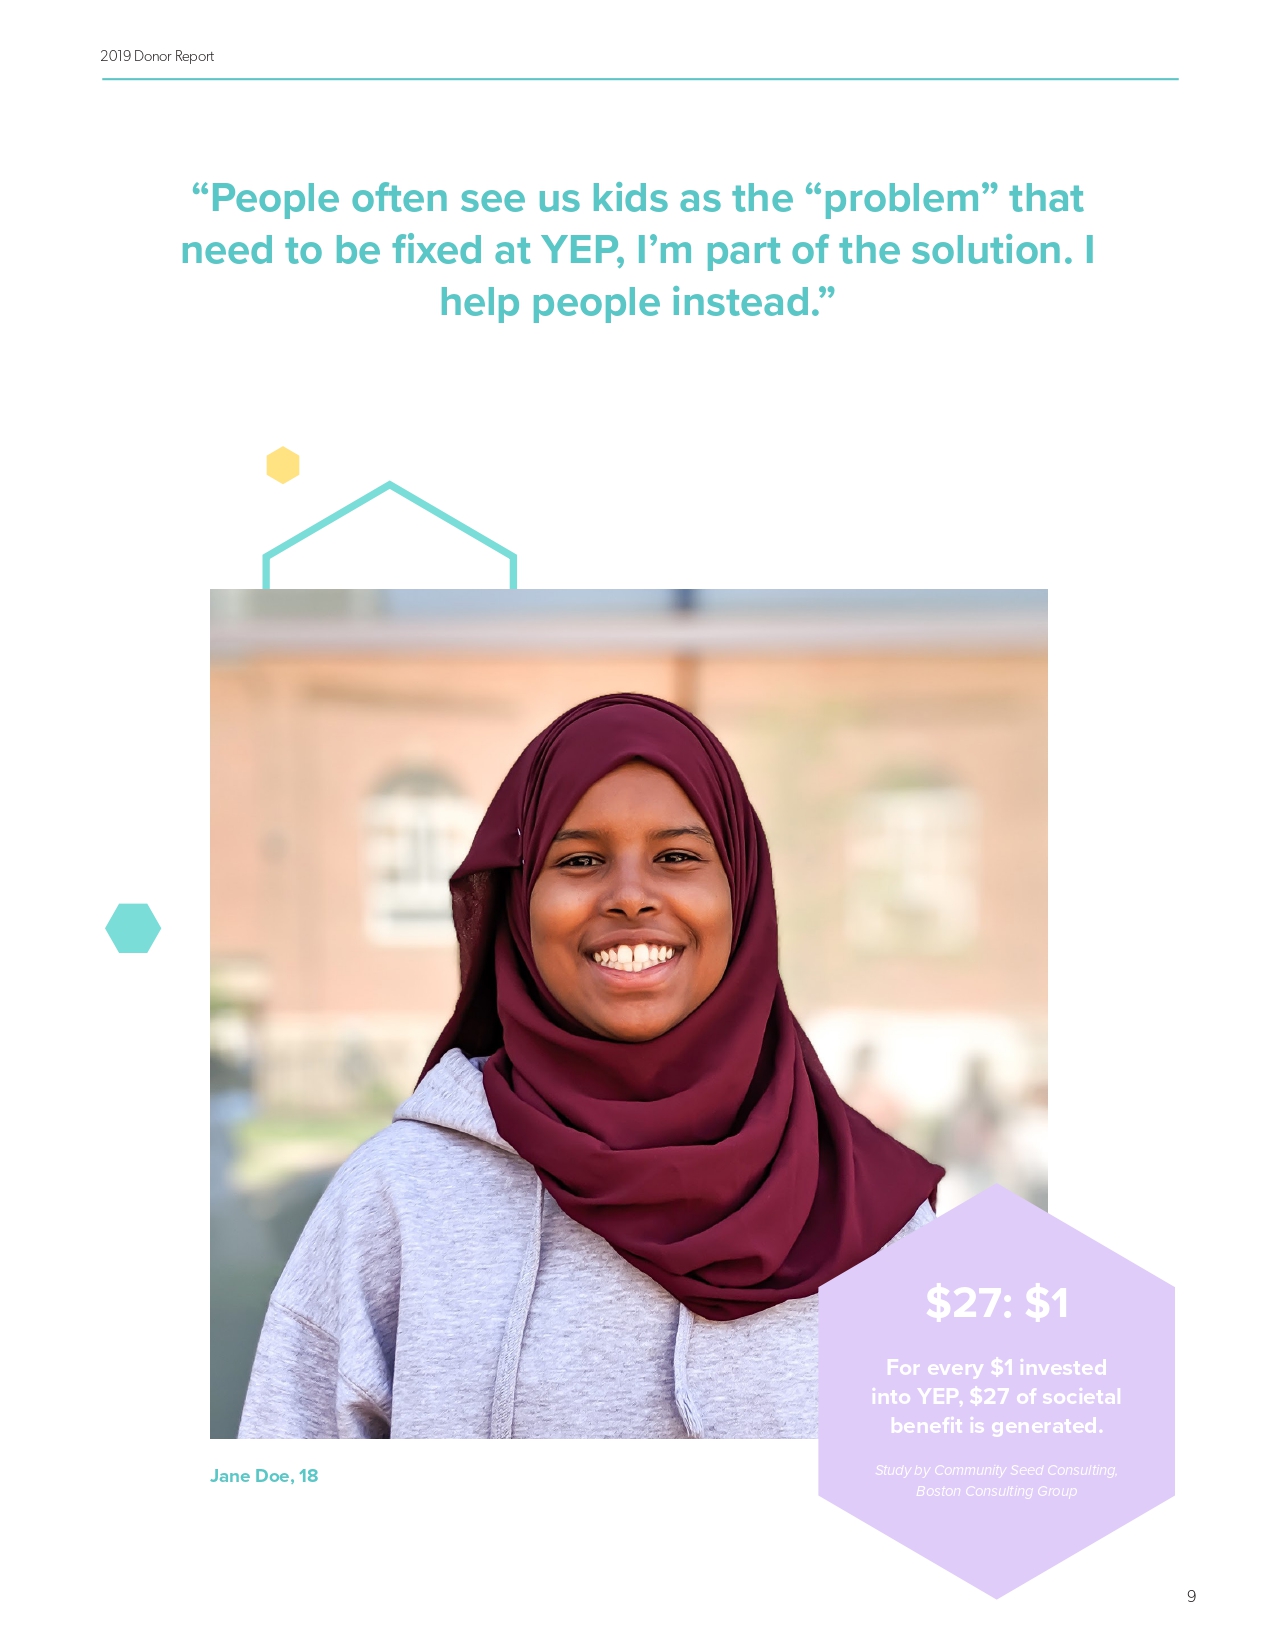 2019 Donor Report
“People often see us kids as the “problem” that
need to be fixed at YEP, I’m part of the solution. I
help people instead.”
$27: $1
For every $1 invested
into YEP, $27 of societal
benefit is generated.
Study by Community Seed Consulting,
Boston Consulting Group
Jane Doe, 18
9